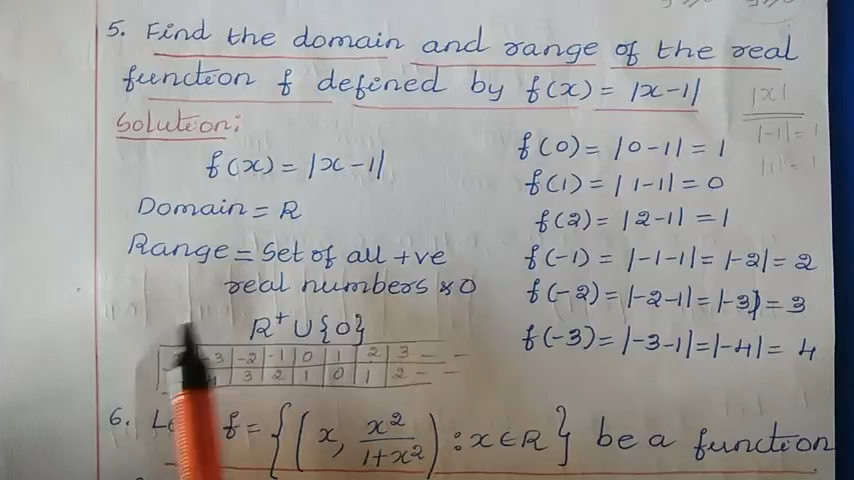 5. Find the domain and range of the real
function f defined by f(x) = |x-1|
Solution:
f(x) = |x-1|
Domain = R
Range = Set of all +ve
real numbers & 0
R⁺ ∪ {0}
-3 -2 -1 0 1 2 3 - -
3 2 1 0 1 2 - -
|x|
|-1| = 1
|1| = 1
f(0) = |0-1| = 1
f(1) = |1-1| = 0
f(2) = |2-1| = 1
f(-1) = |-1-1| = |-2| = 2
f(-2) = |-2-1| = |-3| = 3
f(-3) = |-3-1| = |-4| = 4
6. f = {(x, x²/1+x²) : x ∈ R} be a function